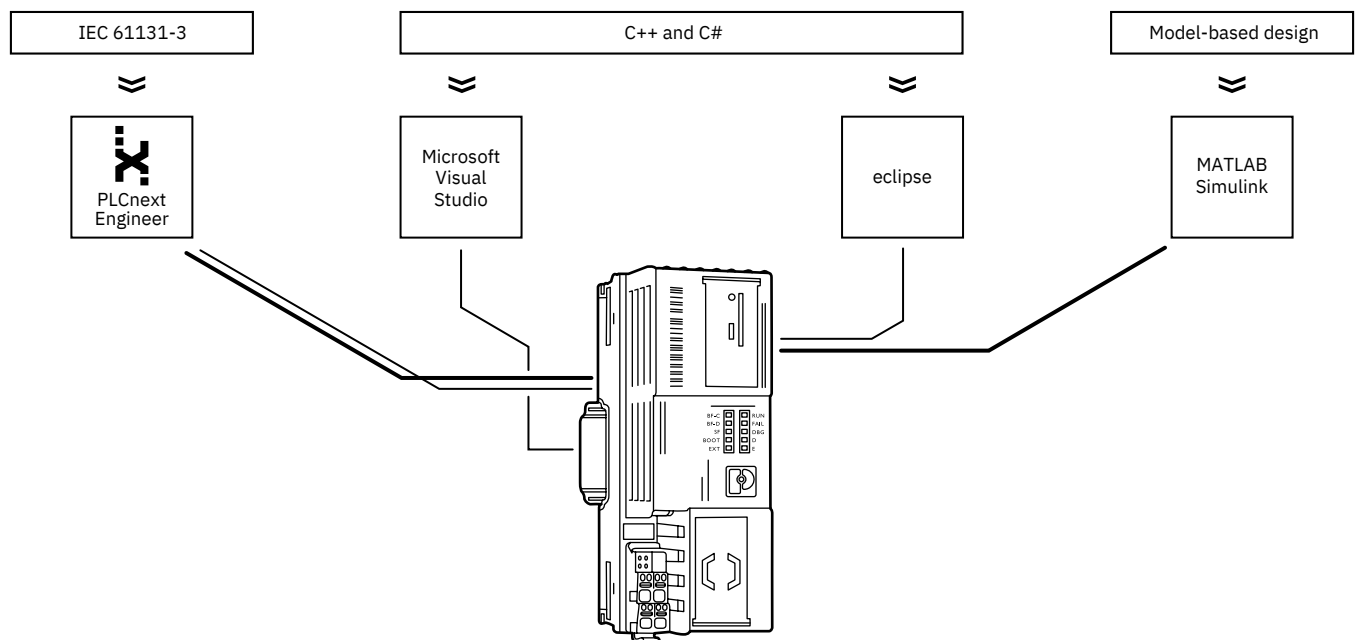 IEC 61131-3
C++ and C#
Model-based design
PLCnext
Engineer
Microsoft
Visual
Studio
eclipse
MATLAB
Simulink
BF-C
RUN
BF-D
FAIL
SF
DBG
BOOT
D
EXT
E